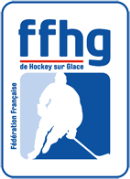 ffhg
de Hockey sur Glace
Fédération Française